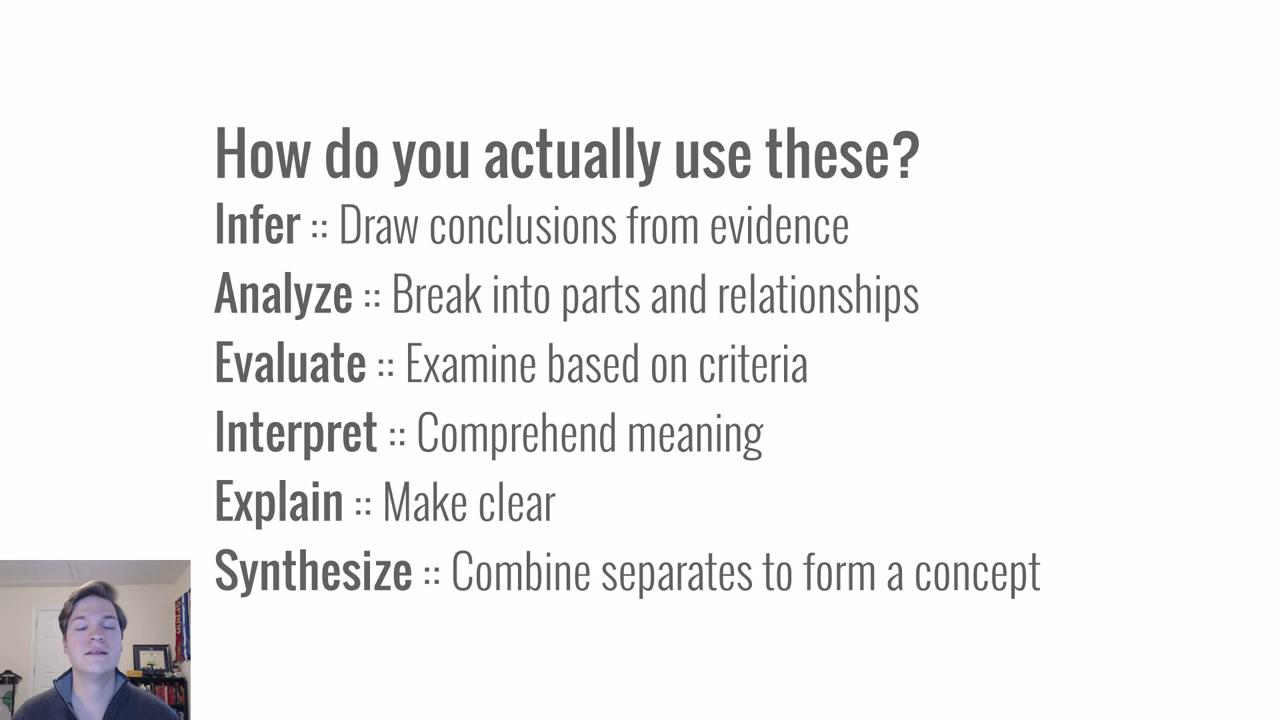 How do you actually use these?
Infer :: Draw conclusions from evidence
Analyze :: Break into parts and relationships
Evaluate :: Examine based on criteria
Interpret :: Comprehend meaning
Explain :: Make clear
Synthesize :: Combine separates to form a concept